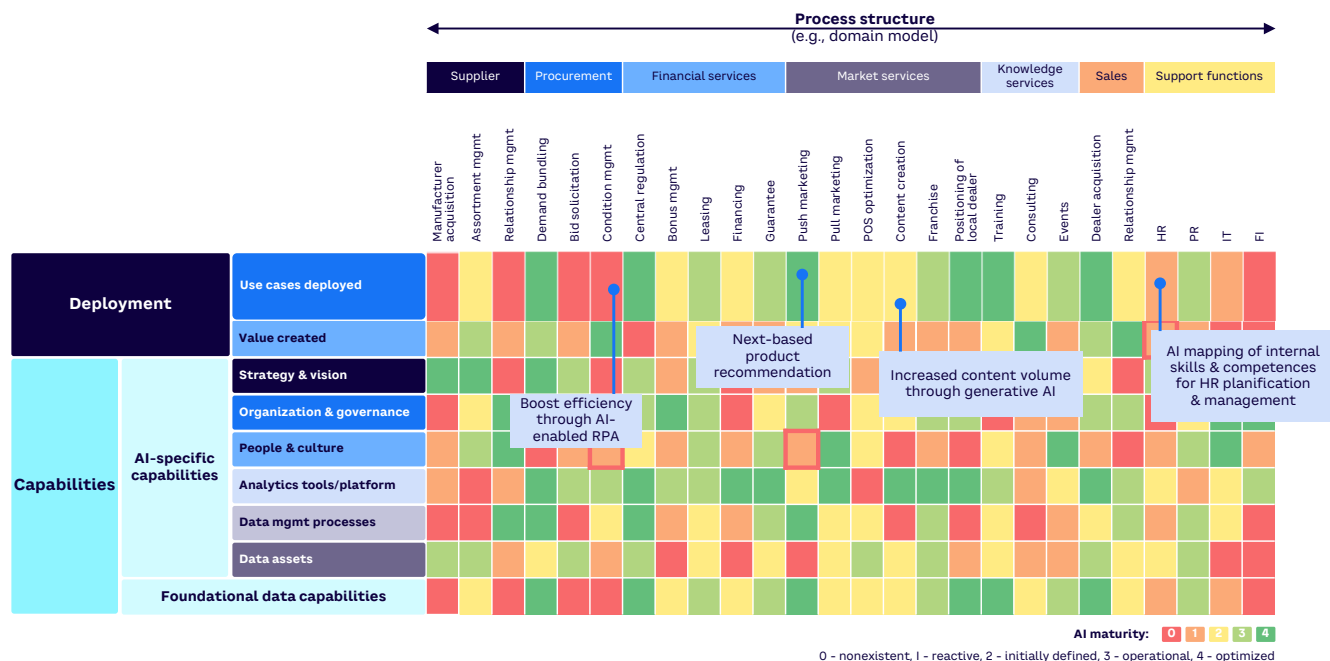 Process structure
(e.g., domain model)
Supplier
Procurement
Financial services
Market services
Knowledge
services
Sales
Support functions
Manufacturer
acquisition
Assortment mgmt
Relationship mgmt
Demand bundling
Bid solicitation
Condition mgmt
Central regulation
Bonus mgmt
Leasing
Financing
Guarantee
Push marketing
Pull marketing
POS optimization
Content creation
Franchise
Positioning of
local dealer
Training
Consulting
Events
Dealer acquisition
Relationship mgmt
HR
PR
IT
FI
Deployment
Use cases deployed
Value created
Capabilities
AI-specific
capabilities
Strategy & vision
Organization & governance
People & culture
Analytics tools/platform
Data mgmt processes
Data assets
Foundational data capabilities
Boost efficiency
through AI-
enabled RPA
Next-based
product
recommendation
Increased content volume
through generative AI
AI mapping of internal
skills & competences
for HR planification
& management
AI maturity: 0 1 2 3 4
0 - nonexistent, I - reactive, 2 - initially defined, 3 - operational, 4 - optimized